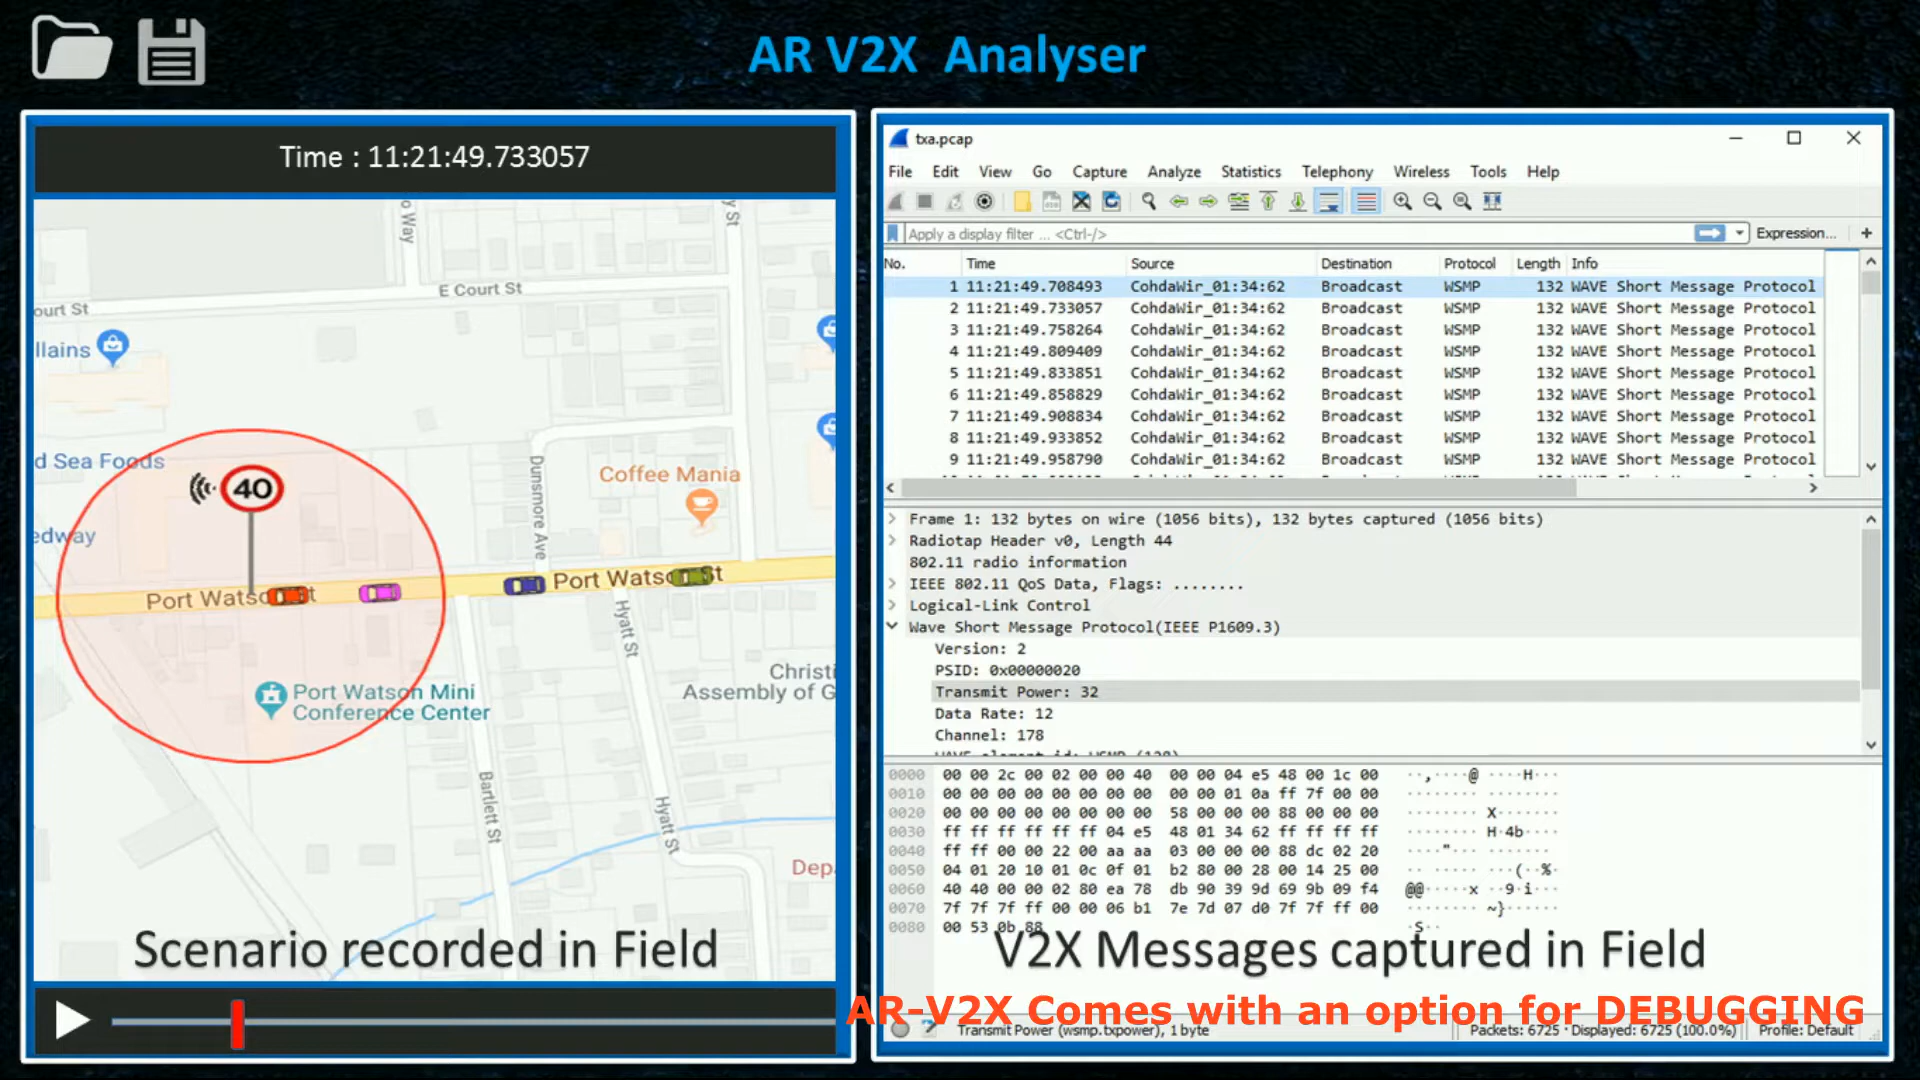 AR V2X Analyser
Time : 11:21:49.733057
o Way
y St
E Court St
ourt St
llains
d Sea Foods
40
edway
Dunsmore Ave
Coffee Mania
Port Watso t
Port Watso St
Hyatt St
Christi
Assembly of G
Port Watson Mini
Conference Center
Bartlett St
Hyatt St
Dep
Scenario recorded in Field
txa.pcap
File Edit View Go Capture Analyze Statistics Telephony Wireless Tools Help
Apply a display filter ... <Ctrl-/> Expression... +
No. Time Source Destination Protocol Length Info
1 11:21:49.708493 CohdaWir_01:34:62 Broadcast WSMP 132 WAVE Short Message Protocol
2 11:21:49.733057 CohdaWir_01:34:62 Broadcast WSMP 132 WAVE Short Message Protocol
3 11:21:49.758264 CohdaWir_01:34:62 Broadcast WSMP 132 WAVE Short Message Protocol
4 11:21:49.809409 CohdaWir_01:34:62 Broadcast WSMP 132 WAVE Short Message Protocol
5 11:21:49.833851 CohdaWir_01:34:62 Broadcast WSMP 132 WAVE Short Message Protocol
6 11:21:49.858829 CohdaWir_01:34:62 Broadcast WSMP 132 WAVE Short Message Protocol
7 11:21:49.908834 CohdaWir_01:34:62 Broadcast WSMP 132 WAVE Short Message Protocol
8 11:21:49.933852 CohdaWir_01:34:62 Broadcast WSMP 132 WAVE Short Message Protocol
9 11:21:49.958790 CohdaWir_01:34:62 Broadcast WSMP 132 WAVE Short Message Protocol
Frame 1: 132 bytes on wire (1056 bits), 132 bytes captured (1056 bits)
Radiotap Header v0, Length 44
802.11 radio information
IEEE 802.11 QoS Data, Flags: ........
Logical-Link Control
Wave Short Message Protocol(IEEE P1609.3)
Version: 2
PSID: 0x00000020
Transmit Power: 32
Data Rate: 12
Channel: 178
0000 00 00 2c 00 02 00 00 40 00 00 04 e5 48 00 1c 00 ··,····@ ····H···
0010 00 00 00 00 00 00 00 00 00 00 01 0a ff 7f 00 00 ········ ········
0020 00 00 00 00 00 00 00 00 58 00 00 00 88 00 00 00 ········ X·······
0030 ff ff ff ff ff ff 04 e5 48 01 34 62 ff ff ff ff ········ H·4b····
0040 ff ff 00 00 22 00 aa aa 03 00 00 00 88 dc 02 20 ····"··· ·······
0050 04 01 20 10 01 0c 0f 01 b2 80 00 28 00 14 25 00 ·· ····· ···(··%·
0060 40 40 00 00 02 80 ea 78 db 90 39 9d 69 9b 09 f4 @@·····x ··9·i···
0070 7f 7f 7f ff 00 00 06 b1 7e 7d 07 d0 7f 7f ff 00 ········ ~}······
0080 00 53 0b 88 ·S··
V2X Messages captured in Field
AR-V2X Comes with an option for DEBUGGING
Transmit Power (wsmp.txpower), 1 byte Packets: 6725 · Displayed: 6725 (100.0%) Profile: Default